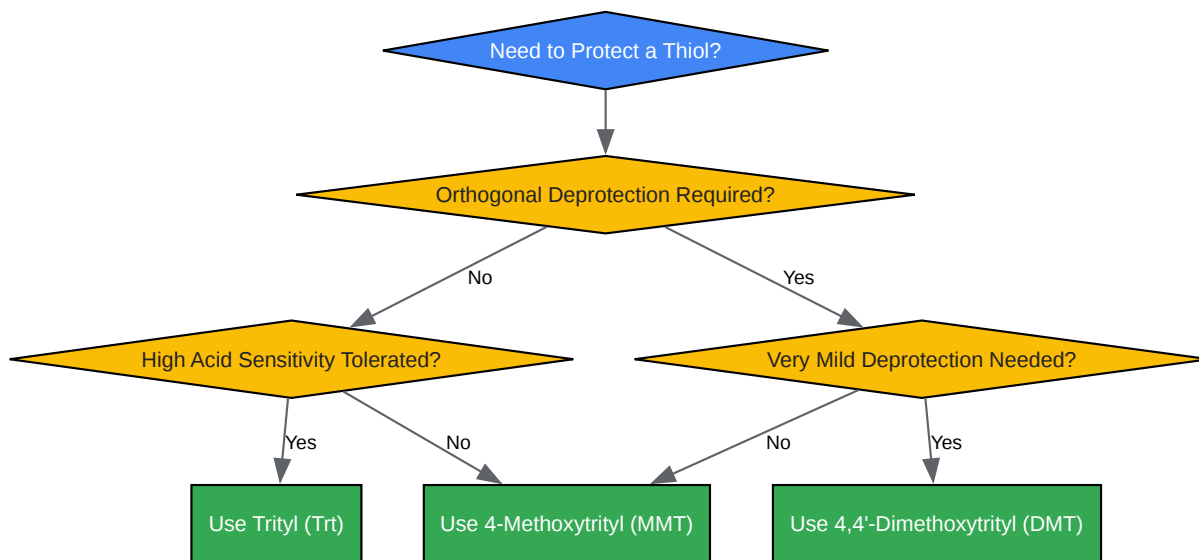 Need to Protect a Thiol?
Orthogonal Deprotection Required?
No
Yes
High Acid Sensitivity Tolerated?
Very Mild Deprotection Needed?
Yes
No
No
Yes
Use Trityl (Trt)
Use 4-Methoxytrityl (MMT)
Use 4,4'-Dimethoxytrityl (DMT)